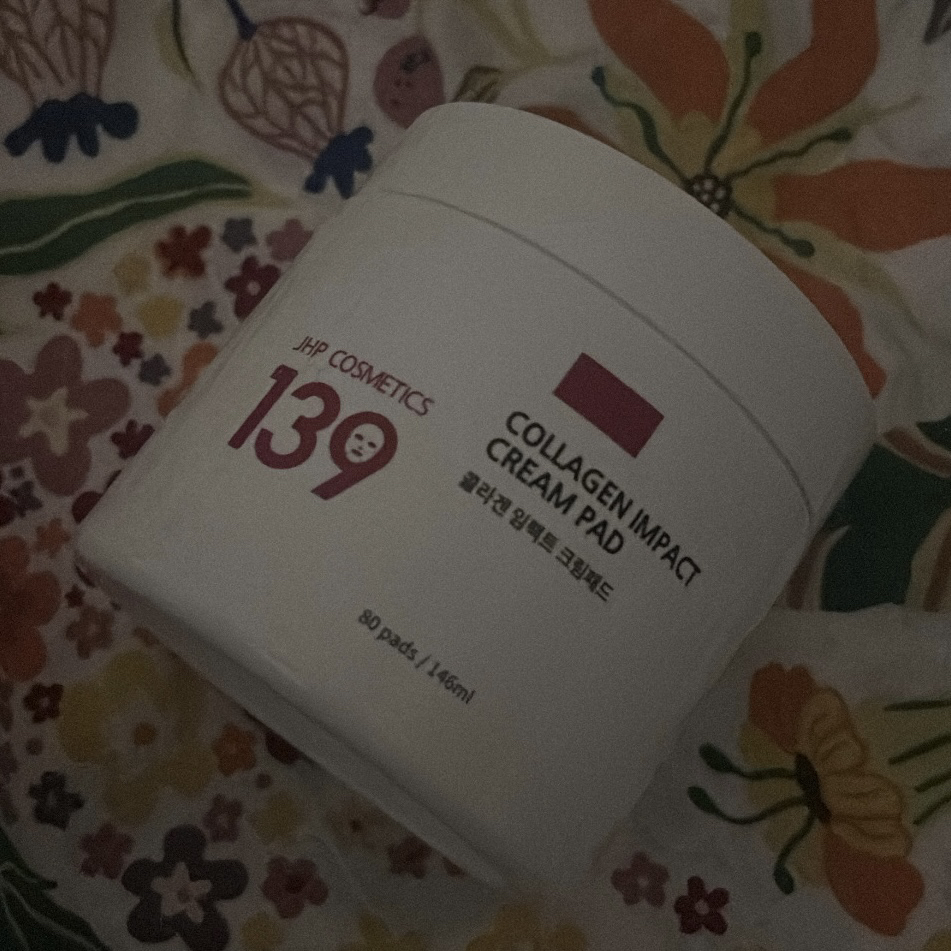 JHP COSMETICS
139
COLLAGEN IMPACT
CREAM PAD
콜라겐 임팩트 크림패드
80 pads / 146ml